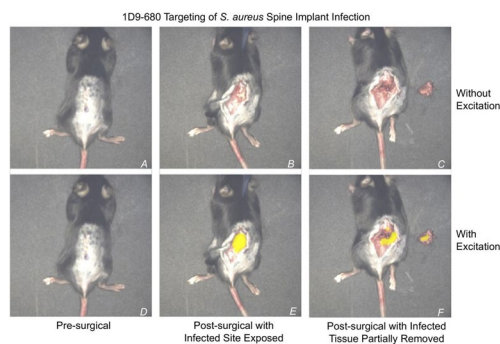 1D9-680 Targeting of S. aureus Spine Implant Infection
A
B
C
Without
Excitation
D
E
F
With
Excitation
Pre-surgical
Post-surgical with
Infected Site Exposed
Post-surgical with Infected
Tissue Partially Removed